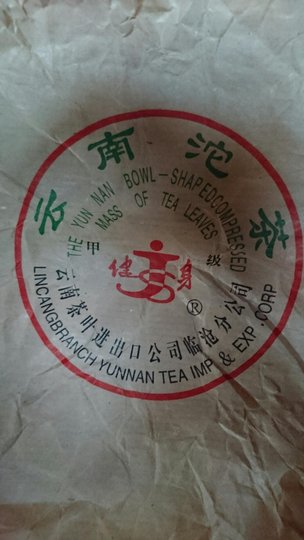 云南沱茶
THE YUN NAN BOWL-SHAPEDCOMPRESSED
MASS OF TEA LEAVES
甲 级
健 身
®
云南茶叶进出口公司临沧分公司
LINCANGBRANCH YUNNAN TEA IMP. & EXP. CORP